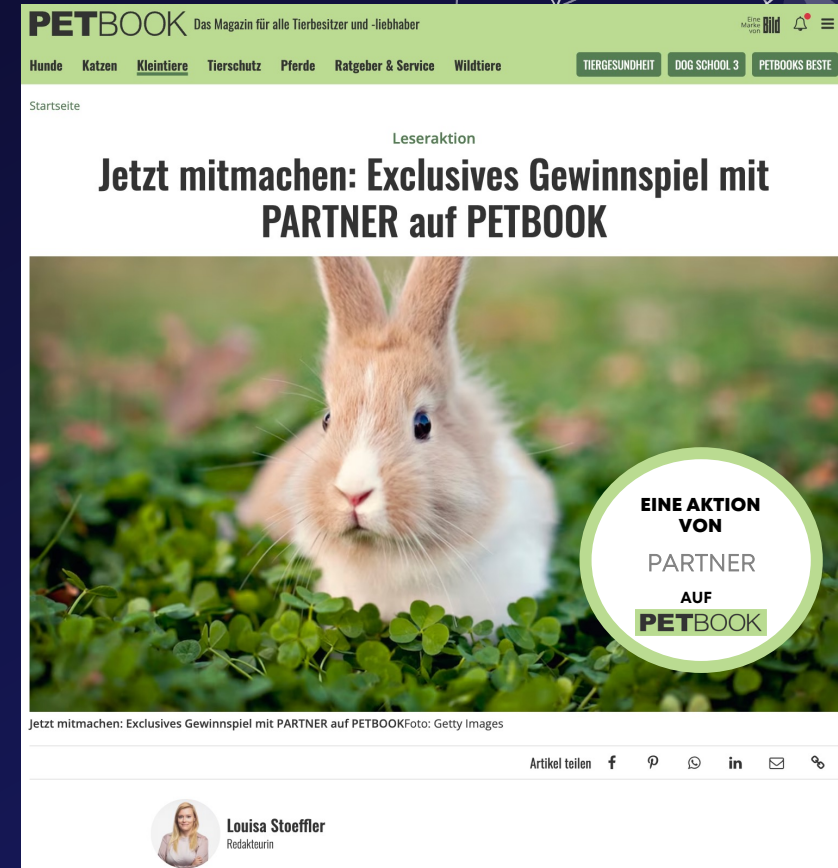 PETBOOK Das Magazin für alle Tierbesitzer und -liebhaber
Eine Marke von Bild
Hunde Katzen Kleintiere Tierschutz Pferde Ratgeber & Service Wildtiere TIERGESUNDHEIT DOG SCHOOL 3 PETBOOKS BESTE
Startseite
Leseraktion
Jetzt mitmachen: Exclusives Gewinnspiel mit
PARTNER auf PETBOOK
EINE AKTION
VON
PARTNER
AUF
PETBOOK
Jetzt mitmachen: Exclusives Gewinnspiel mit PARTNER auf PETBOOKFoto: Getty Images
Artikel teilen
Louisa Stoeffler
Redakteurin